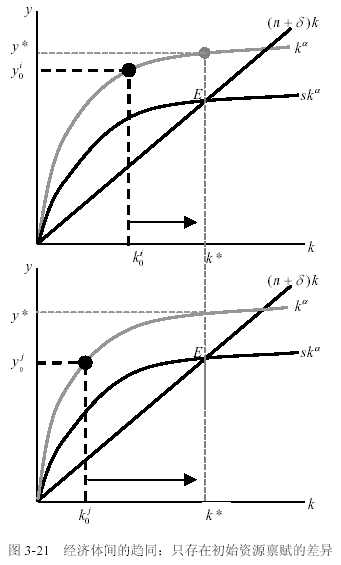 y
(n + δ)k
y*
k^α
y_0^i
E
sk^α
k
k_0^i
k*
y
(n + δ)k
k^α
y*
y_0^j
E
sk^α
k
k_0^j
k*
图 3-21 经济体间的趋同：只存在初始资源禀赋的差异